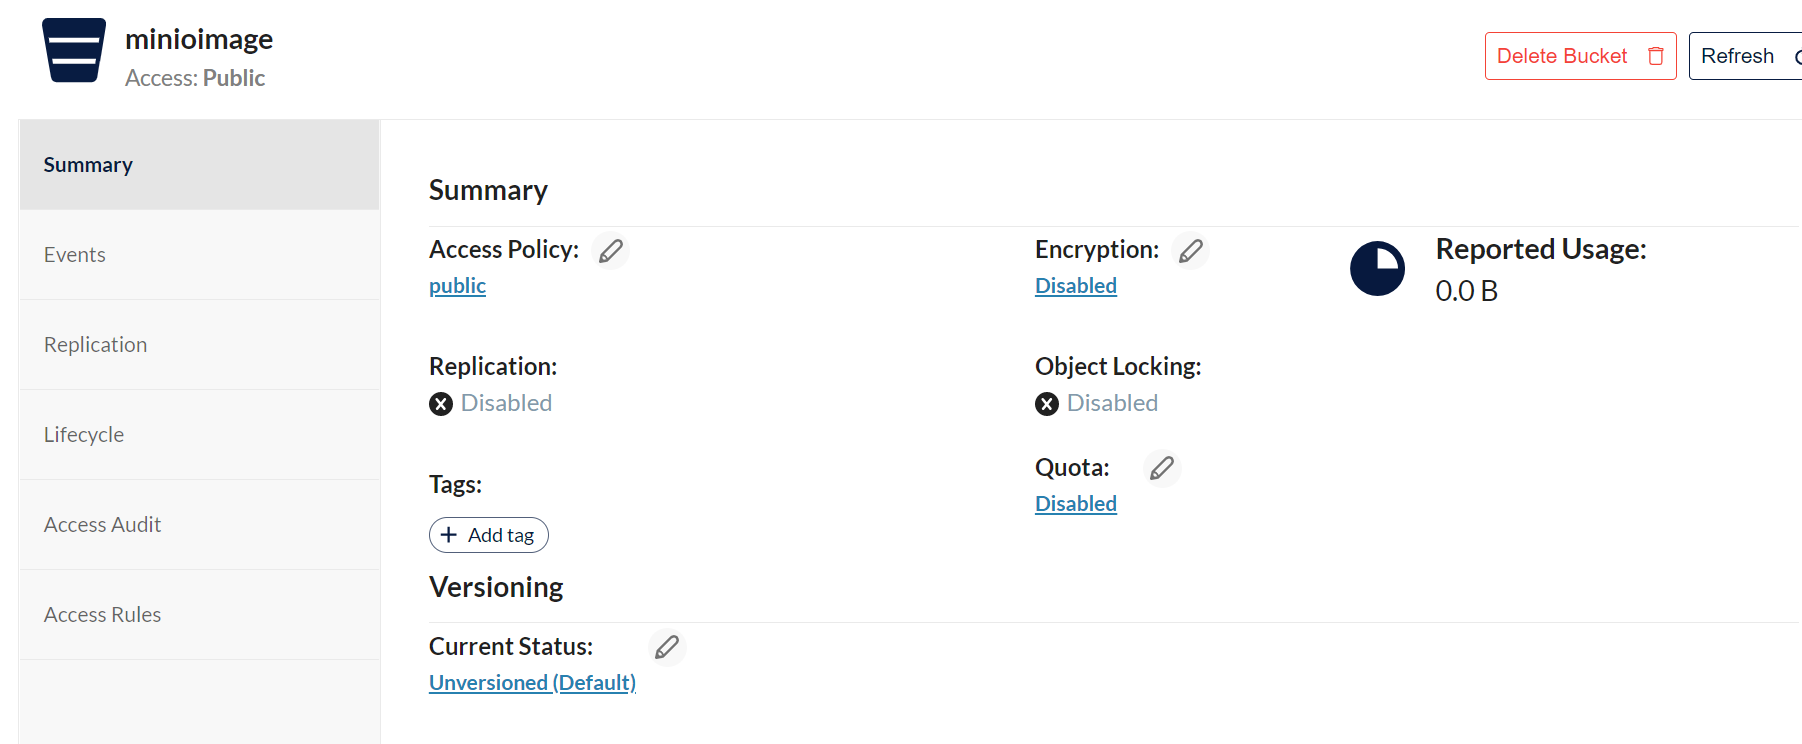 minioimage
Access: Public
Delete Bucket
Refresh
Summary
Events
Replication
Lifecycle
Access Audit
Access Rules
Summary
Access Policy:
public
Encryption:
Disabled
Reported Usage:
0.0 B
Replication:
Disabled
Object Locking:
Disabled
Tags:
Add tag
Quota:
Disabled
Versioning
Current Status:
Unversioned (Default)